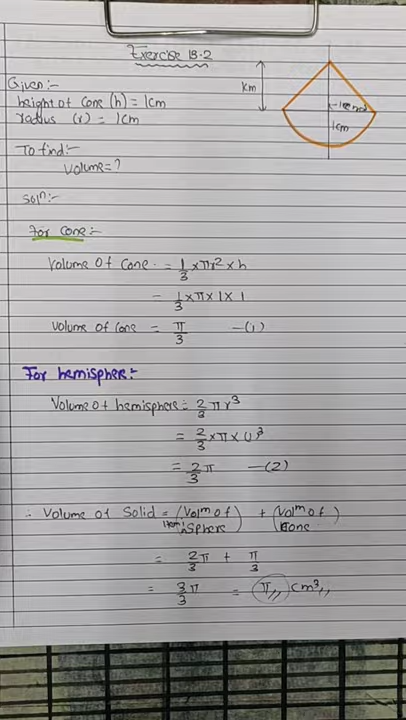 Exercise 13.2
Given:-
height of cone (h) = 1cm
radius (r) = 1cm
Km
1cm
To find:-
Volume = ?
Solⁿ:-
For cone:-
Volume of cone = 1/3 × πr² × h
= 1/3 × π × 1 × 1
Volume of cone = π/3 —(1)
For hemisphere:-
Volume of hemisphere = 2/3 πr³
= 2/3 × π × (1)³
= 2/3 π —(2)
∴ Volume of Solid = (Volᵐ of hemi Sphere) + (Volᵐ of Cone)
= 2/3 π + π/3
= 3/3 π = π,, cm³,,